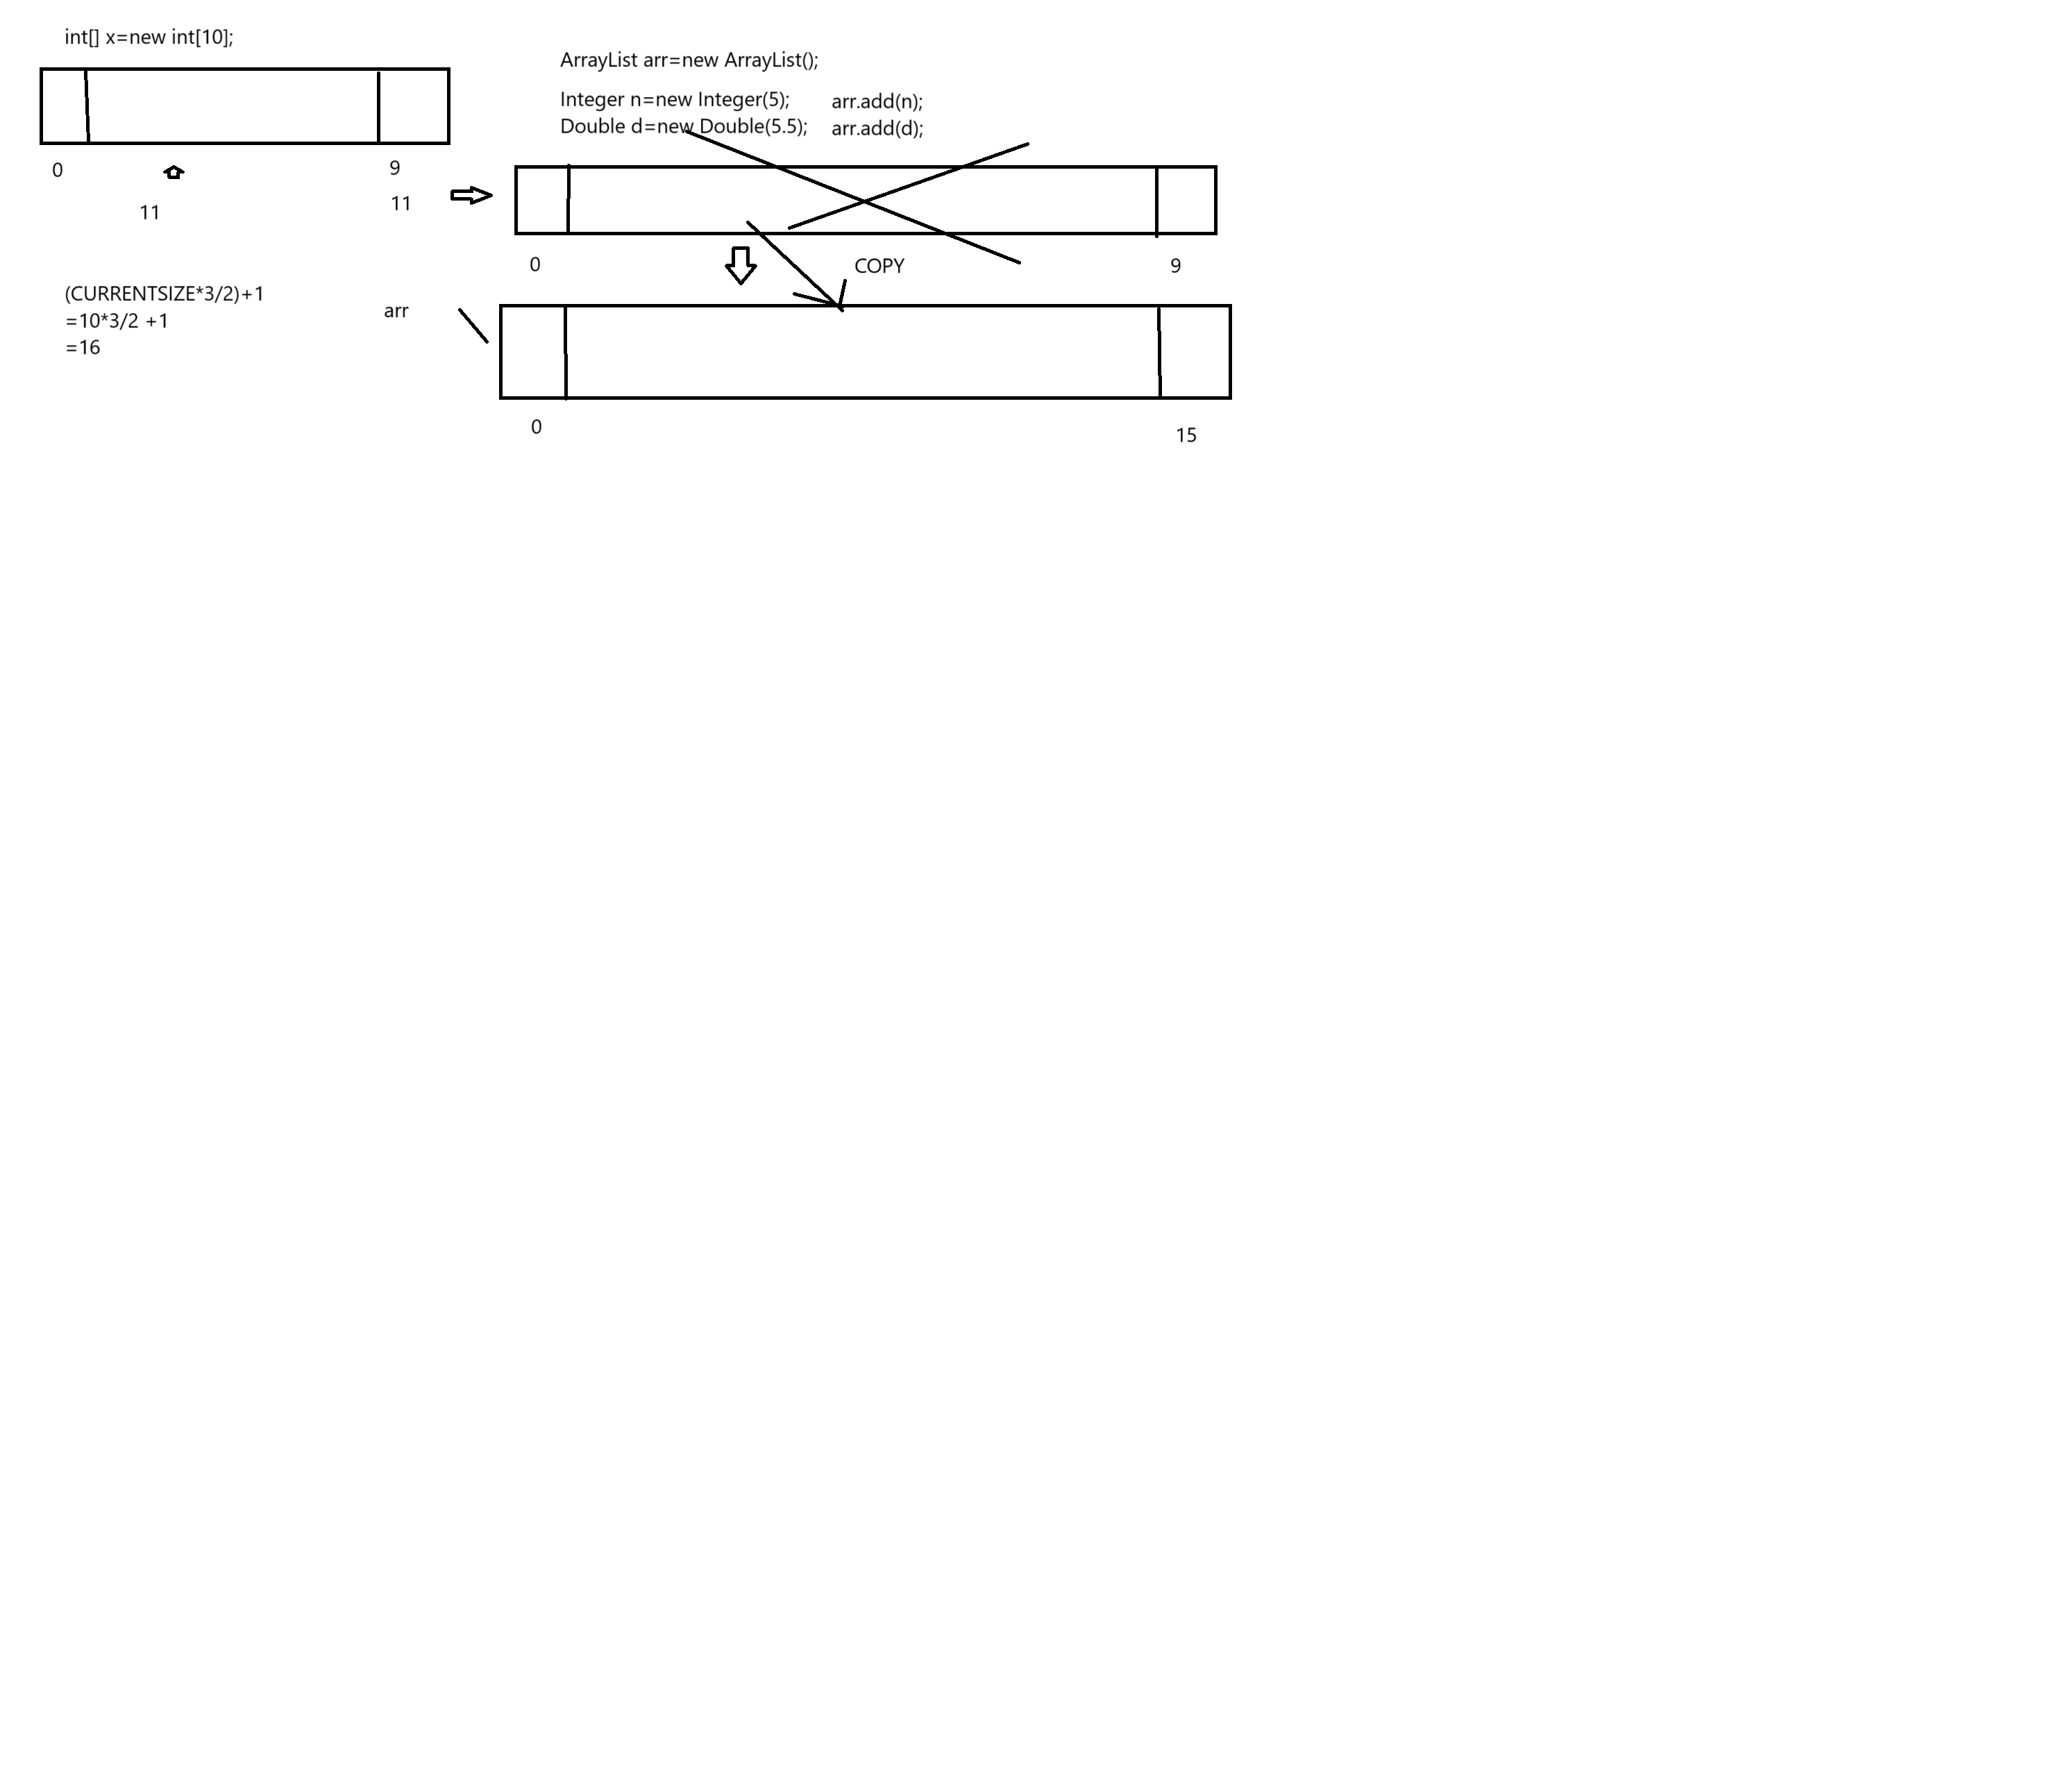 int[] x=new int[10];
0
9
11
11
(CURRENTSIZE*3/2)+1
=10*3/2 +1
=16
ArrayList arr=new ArrayList();
Integer n=new Integer(5);
arr.add(n);
Double d=new Double(5.5);
arr.add(d);
0
COPY
9
arr
0
15